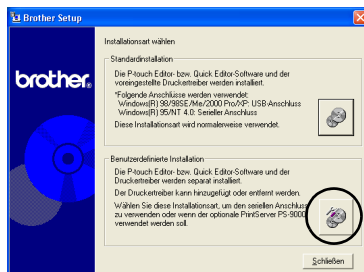 Brother Setup
Installationsart wählen
brother®
Standardinstallation
Die P-touch Editor- bzw. Quick Editor-Software und der
voreingestellte Druckertreiber werden installiert.
*Folgende Anschlüsse werden verwendet:
Windows(R) 98/98SE/Me/2000 Pro/XP: USB-Anschluss
Windows(R) 95/NT 4.0: Serieller Anschluss
Diese Installationsart wird normalerweise verwendet.
Benutzerdefinierte Installation
Die P-touch Editor- bzw. Quick Editor-Software und der
Druckertreiber werden separat installiert.
Der Druckertreiber kann hinzugefügt oder entfernt werden.
Wählen Sie diese Installationsart, um den seriellen Anschluss
zu verwenden oder wenn der optionale PrintServer PS-9000
verwendet werden soll.
Schließen